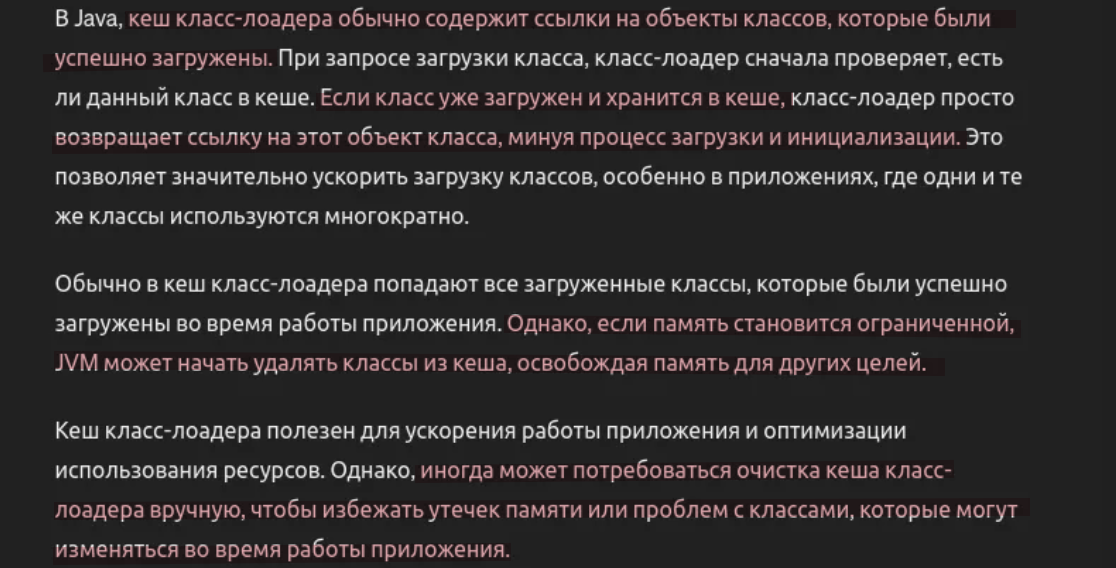 В Java, кеш класс-лоадера обычно содержит ссылки на объекты классов, которые были
успешно загружены. При запросе загрузки класса, класс-лоадер сначала проверяет, есть
ли данный класс в кеше. Если класс уже загружен и хранится в кеше, класс-лоадер просто
возвращает ссылку на этот объект класса, минуя процесс загрузки и инициализации. Это
позволяет значительно ускорить загрузку классов, особенно в приложениях, где одни и те
же классы используются многократно.
Обычно в кеш класс-лоадера попадают все загруженные классы, которые были успешно
загружены во время работы приложения. Однако, если память становится ограниченной,
JVM может начать удалять классы из кеша, освобождая память для других целей.
Кеш класс-лоадера полезен для ускорения работы приложения и оптимизации
использования ресурсов. Однако, иногда может потребоваться очистка кеша класс-
лоадера вручную, чтобы избежать утечек памяти или проблем с классами, которые могут
изменяться во время работы приложения.